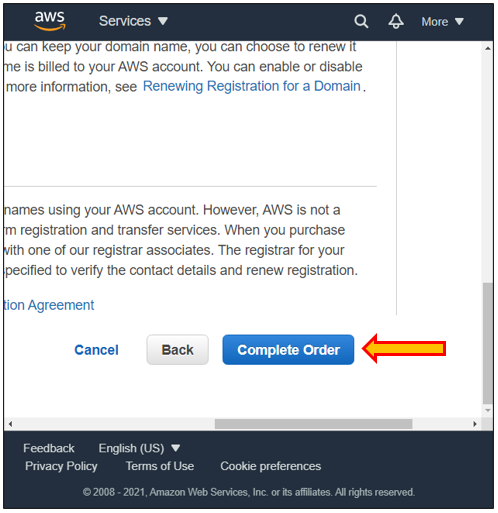 aws
Services
More
ou can keep your domain name, you can choose to renew it
me is billed to your AWS account. You can enable or disable
more information, see Renewing Registration for a Domain.
names using your AWS account. However, AWS is not a
m registration and transfer services. When you purchase
with one of our registrar associates. The registrar for your
specified to verify the contact details and renew registration.
tion Agreement
Cancel Back Complete Order
Feedback English (US)
Privacy Policy Terms of Use Cookie preferences
© 2008 - 2021, Amazon Web Services, Inc. or its affiliates. All rights reserved.